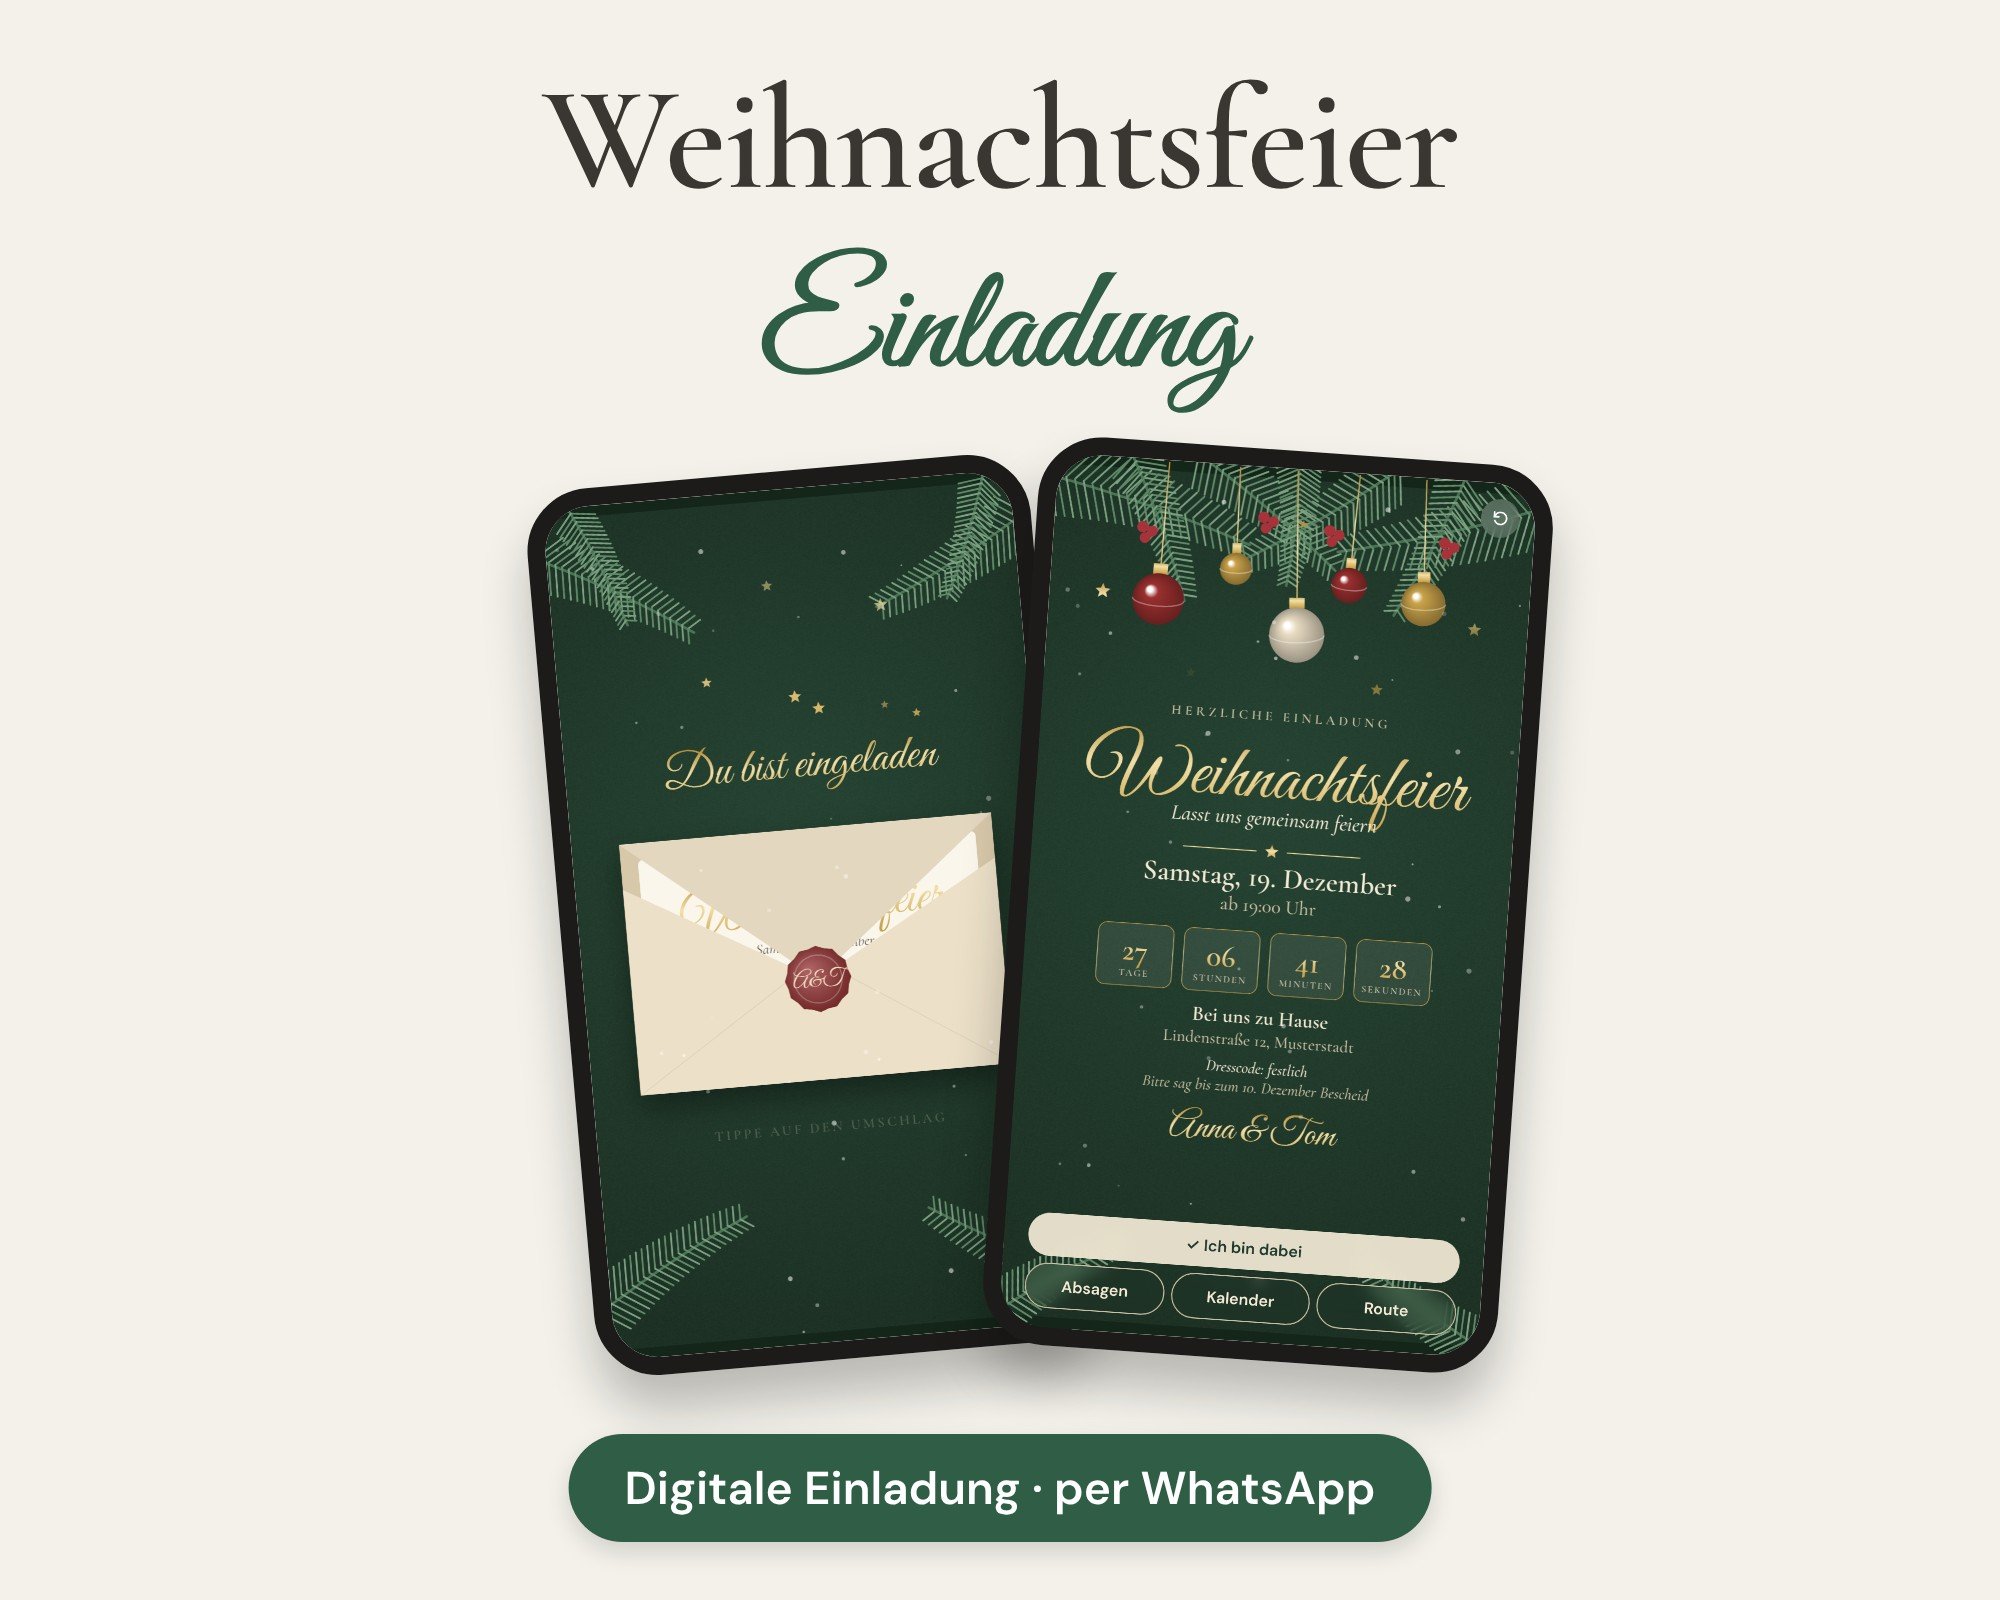 Weihnachtsfeier
Einladung
Du bist eingeladen
feier
A&T
TIPPE AUF DEN UMSCHLAG
HERZLICHE EINLADUNG
Weihnachtsfeier
Lasst uns gemeinsam feiern
Samstag, 19. Dezember
ab 19:00 Uhr
27 06 41 28
TAGE STUNDEN MINUTEN SEKUNDEN
Bei uns zu Hause
Lindenstraße 12, Musterstadt
Dresscode: festlich
Bitte sag bis zum 10. Dezember Bescheid
Anna & Tom
✓ Ich bin dabei
Absagen Kalender Route
Digitale Einladung · per WhatsApp